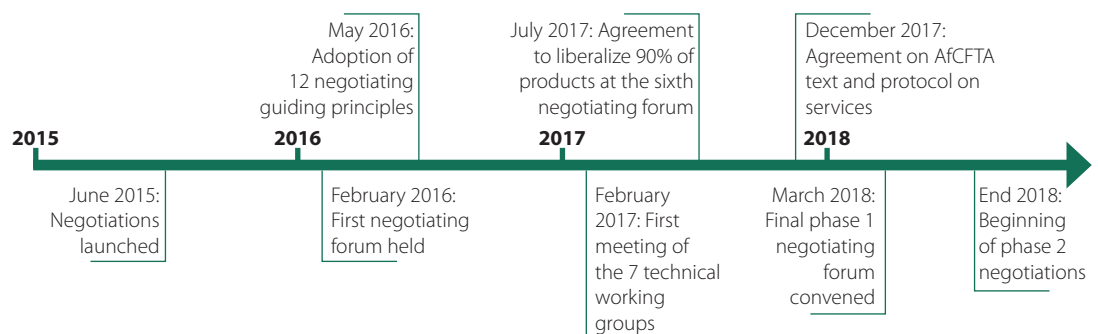 May 2016:
Adoption of
12 negotiating
guiding principles
July 2017: Agreement
to liberalize 90% of
products at the sixth
negotiating forum
December 2017:
Agreement on AfCFTA
text and protocol on
services
2015
2016
2017
2018
June 2015:
Negotiations
launched
February 2016:
First negotiating
forum held
February
2017: First
meeting of
the 7 technical
working
groups
March 2018:
Final phase 1
negotiating
forum
convened
End 2018:
Beginning
of phase 2
negotiations